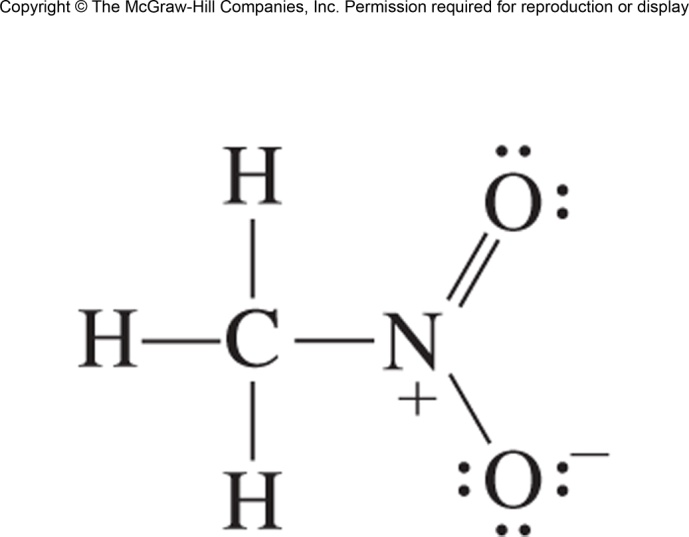 Copyright © The McGraw-Hill Companies, Inc. Permission required for reproduction or display
H
O
H C N
+
O −
H